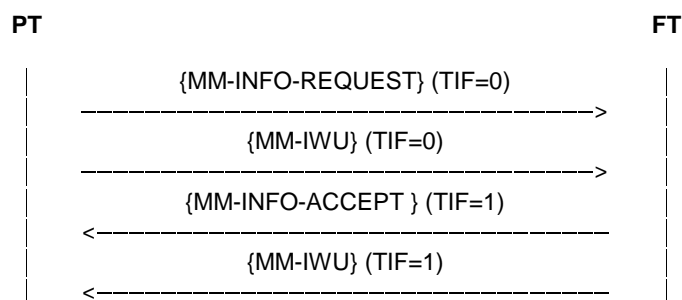 PT FT
{MM-INFO-REQUEST} (TIF=0)
{MM-IWU} (TIF=0)
{MM-INFO-ACCEPT } (TIF=1)
{MM-IWU} (TIF=1)